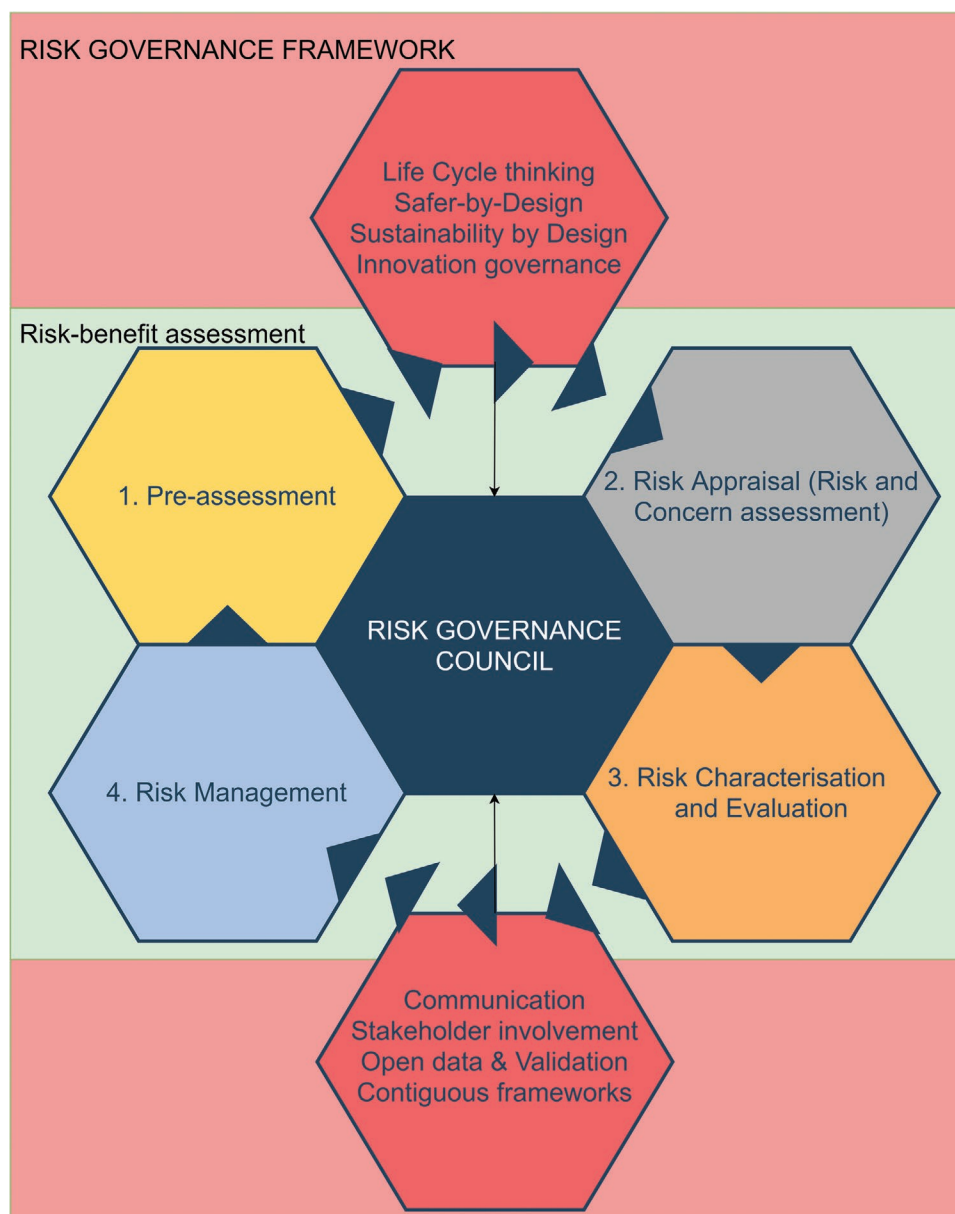 RISK GOVERNANCE FRAMEWORK
Life Cycle thinking
Safer-by-Design
Sustainability by Design
Innovation governance
Risk-benefit assessment
1. Pre-assessment
2. Risk Appraisal (Risk and
Concern assessment)
RISK GOVERNANCE
COUNCIL
4. Risk Management
3. Risk Characterisation
and Evaluation
Communication
Stakeholder involvement
Open data & Validation
Contiguous frameworks